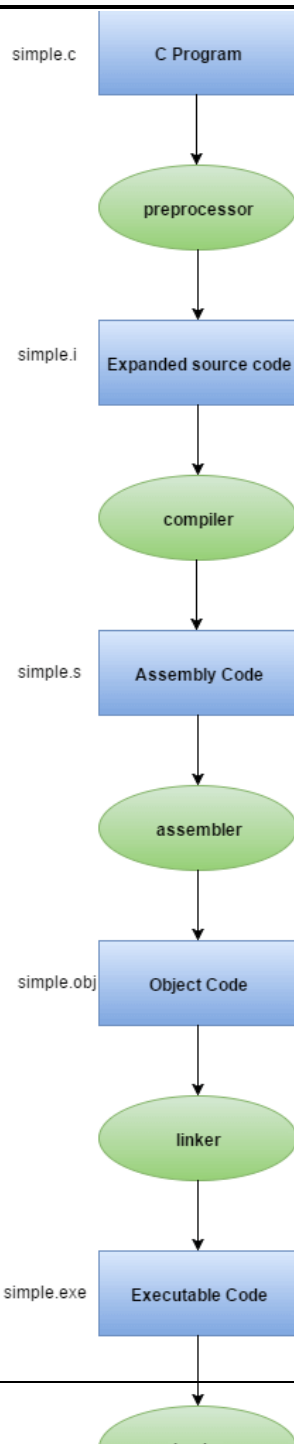 simple.c
C Program
preprocessor
simple.i
Expanded source code
compiler
simple.s
Assembly Code
assembler
simple.obj
Object Code
linker
simple.exe
Executable Code